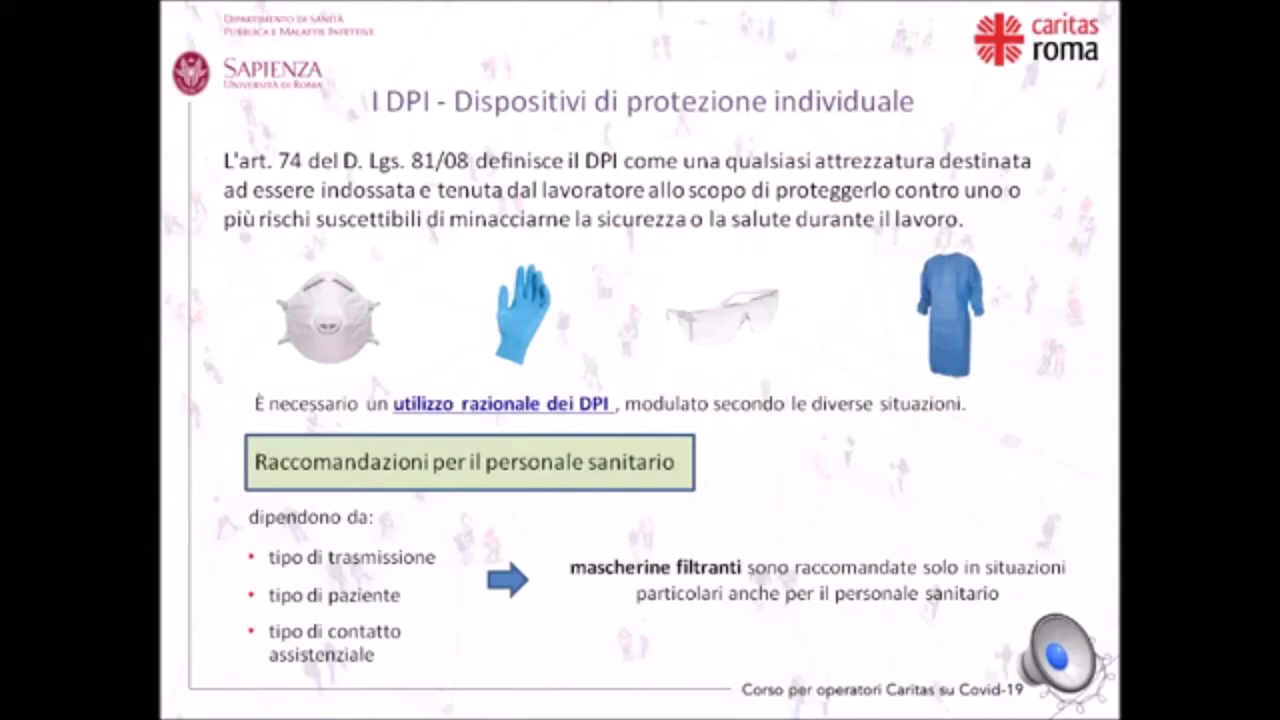 DIPARTIMENTO DI SANITÀ
PUBBLICA E MALATTIE INFETTIVE
SAPIENZA
UNIVERSITÀ DI ROMA
caritas
roma
I DPI - Dispositivi di protezione individuale
L'art. 74 del D. Lgs. 81/08 definisce il DPI come una qualsiasi attrezzatura destinata
ad essere indossata e tenuta dal lavoratore allo scopo di proteggerlo contro uno o
più rischi suscettibili di minacciarne la sicurezza o la salute durante il lavoro.
È necessario un utilizzo razionale dei DPI , modulato secondo le diverse situazioni.
Raccomandazioni per il personale sanitario
dipendono da:
• tipo di trasmissione
• tipo di paziente
• tipo di contatto
assistenziale
mascherine filtranti sono raccomandate solo in situazioni
particolari anche per il personale sanitario
Corso per operatori Caritas su Covid-19